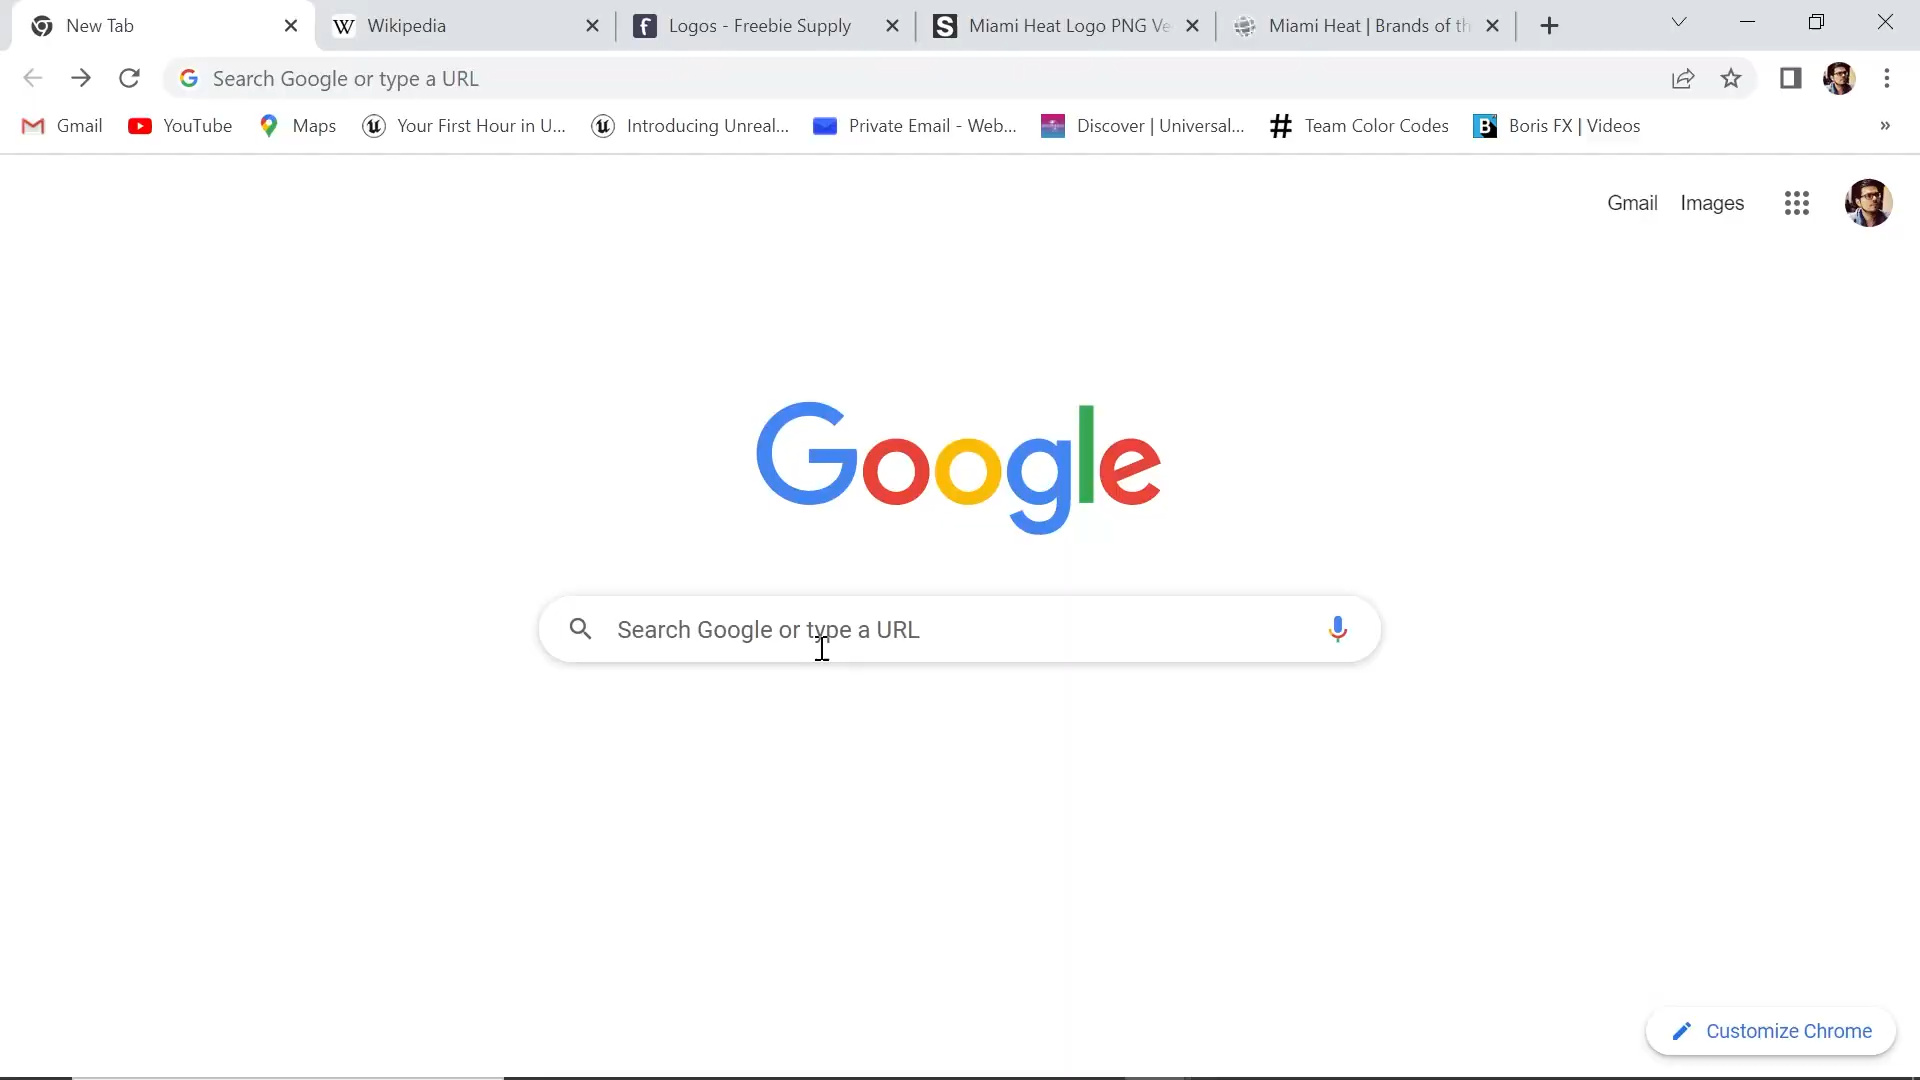 New Tab
Wikipedia
Logos - Freebie Supply
Miami Heat Logo PNG Ve
Miami Heat | Brands of th
Search Google or type a URL
Gmail
YouTube
Maps
Your First Hour in U...
Introducing Unreal...
Private Email - Web...
Discover | Universal...
Team Color Codes
Boris FX | Videos
Gmail
Images
Google
Search Google or type a URL
Customize Chrome